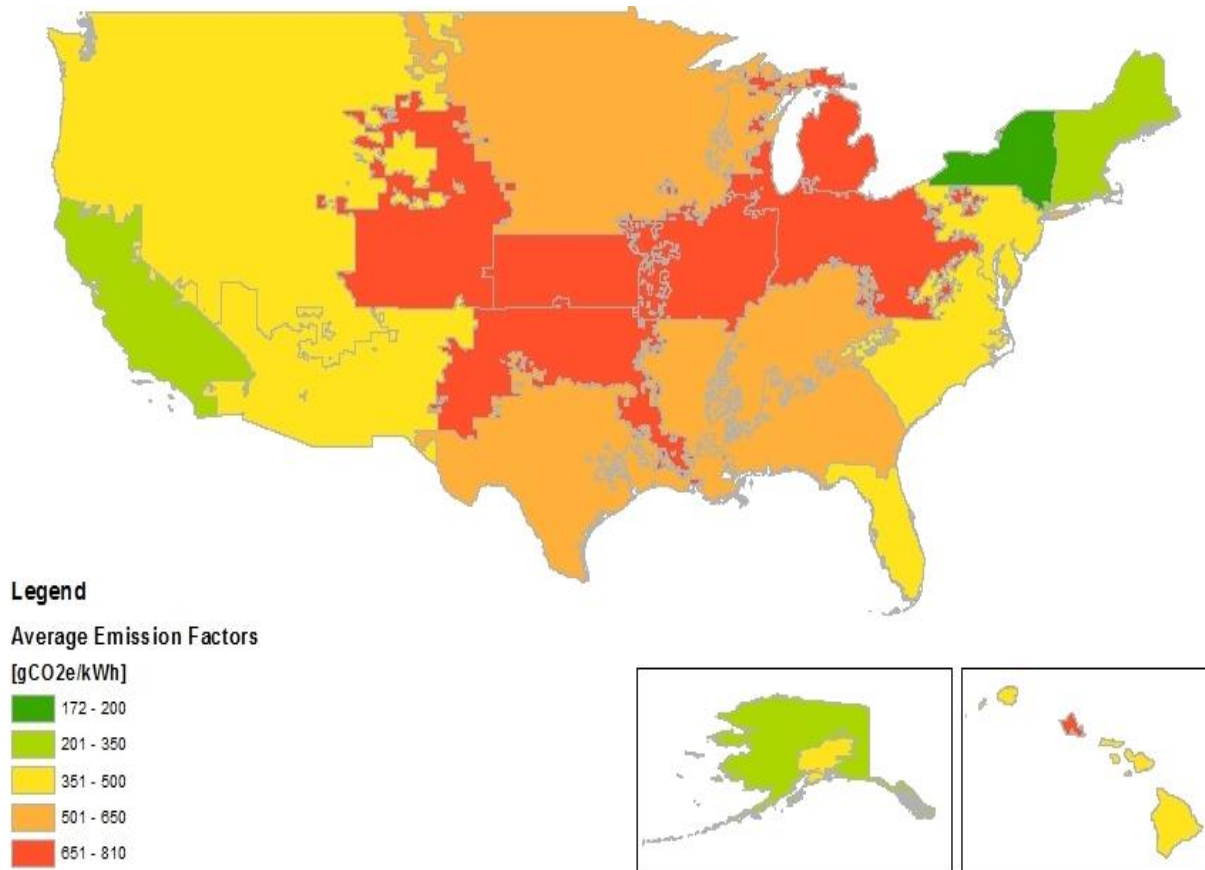 Legend
Average Emission Factors
[gCO2e/kWh]
172 - 200
201 - 350
351 - 500
501 - 650
651 - 810